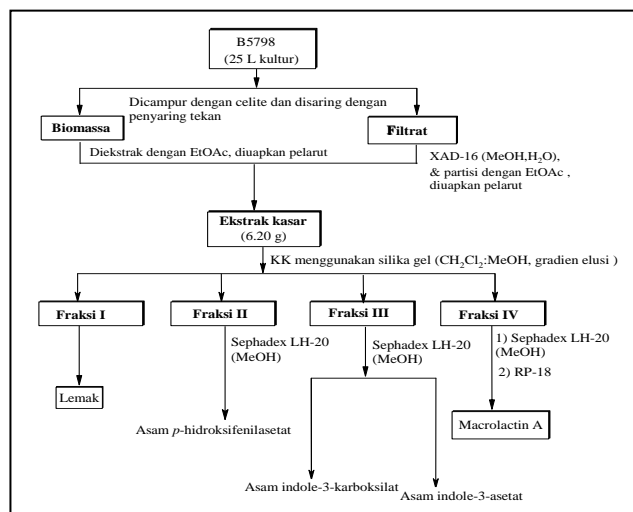 B5798
(25 L kultur)
Dicampur dengan celite dan disaring dengan
penyaring tekan
Biomassa
Filtrat
Diekstrak dengan EtOAc, diuapkan pelarut
XAD-16 (MeOH,H₂O),
& partisi dengan EtOAc ,
diuapkan pelarut
Ekstrak kasar
(6.20 g)
KK menggunakan silika gel (CH₂Cl₂:MeOH, gradien elusi )
Fraksi I
Fraksi II
Fraksi III
Fraksi IV
Sephadex LH-20
(MeOH)
Sephadex LH-20
(MeOH)
1) Sephadex LH-20
(MeOH)
2) RP-18
Lemak
Asam p-hidroksifenilasetat
Macrolactin A
Asam indole-3-karboksilat
Asam indole-3-asetat